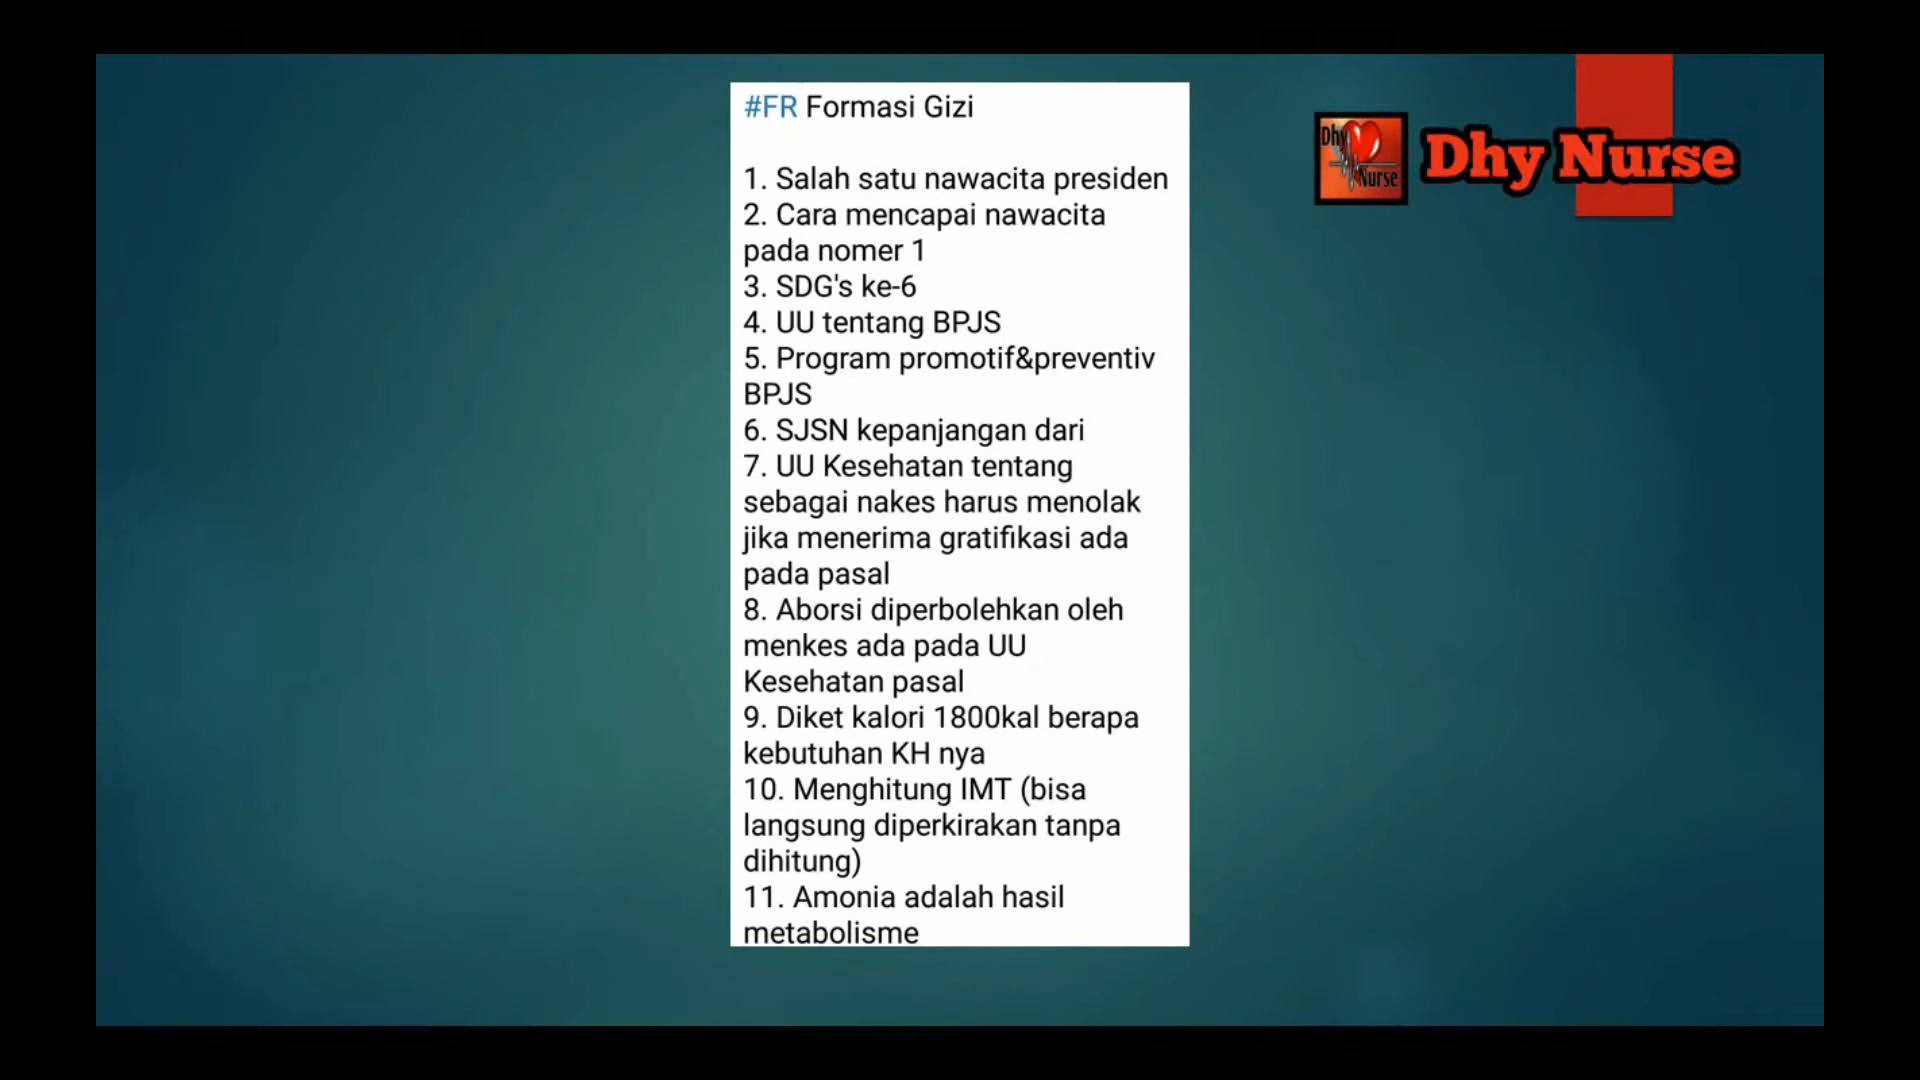 #FR Formasi Gizi
1. Salah satu nawacita presiden
2. Cara mencapai nawacita
pada nomer 1
3. SDG's ke-6
4. UU tentang BPJS
5. Program promotif&preventiv
BPJS
6. SJSN kepanjangan dari
7. UU Kesehatan tentang
sebagai nakes harus menolak
jika menerima gratifikasi ada
pada pasal
8. Aborsi diperbolehkan oleh
menkes ada pada UU
Kesehatan pasal
9. Diket kalori 1800kal berapa
kebutuhan KH nya
10. Menghitung IMT (bisa
langsung diperkirakan tanpa
dihitung)
11. Amonia adalah hasil
metabolisme
Dhy
Nurse
Dhy Nurse